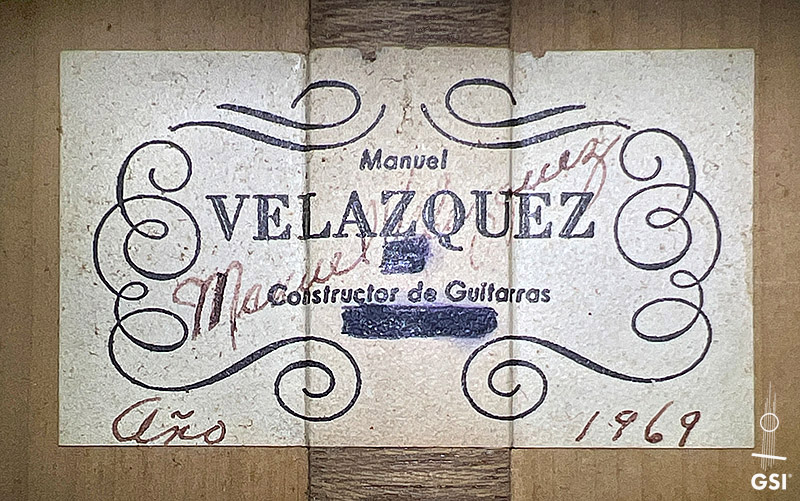 Manuel
VELAZQUEZ
Manuel Velazquez
Constructor de Guitarras
Año 1969
GSI®